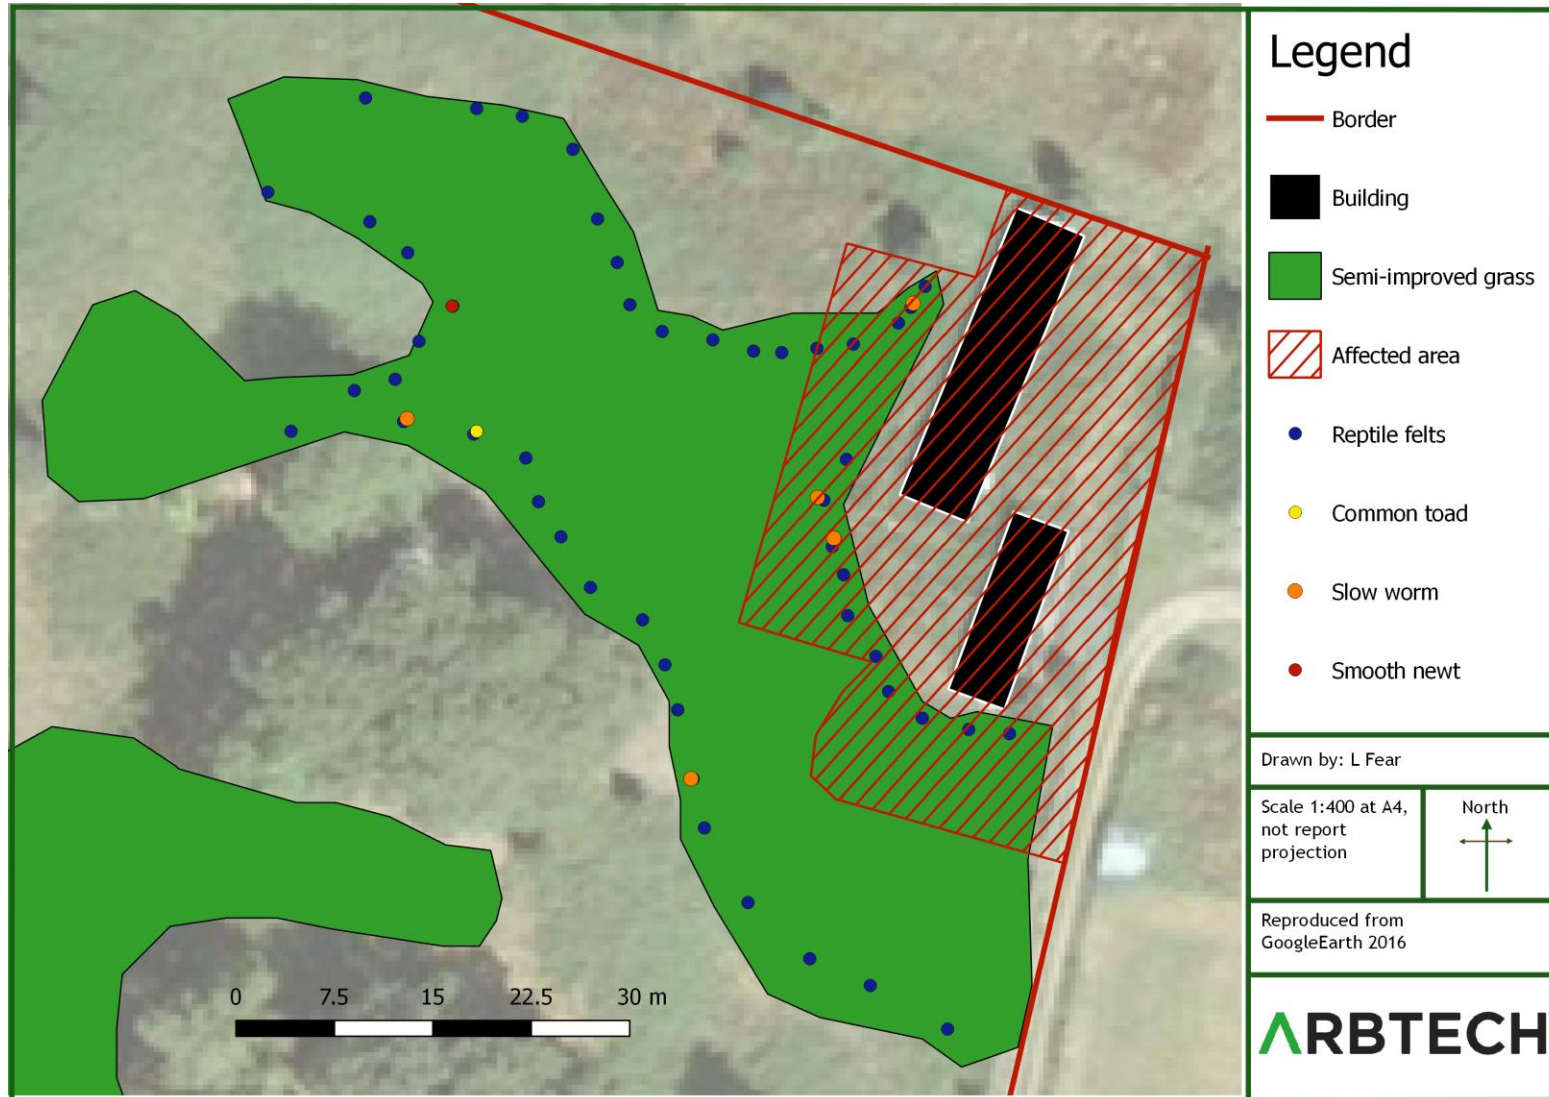 Legend
Border
Building
Semi-improved grass
Affected area
Reptile felts
Common toad
Slow worm
Smooth newt
Drawn by: L Fear
Scale 1:400 at A4,
not report
projection
North
Reproduced from
GoogleEarth 2016
ARBTECH
0 7.5 15 22.5 30 m